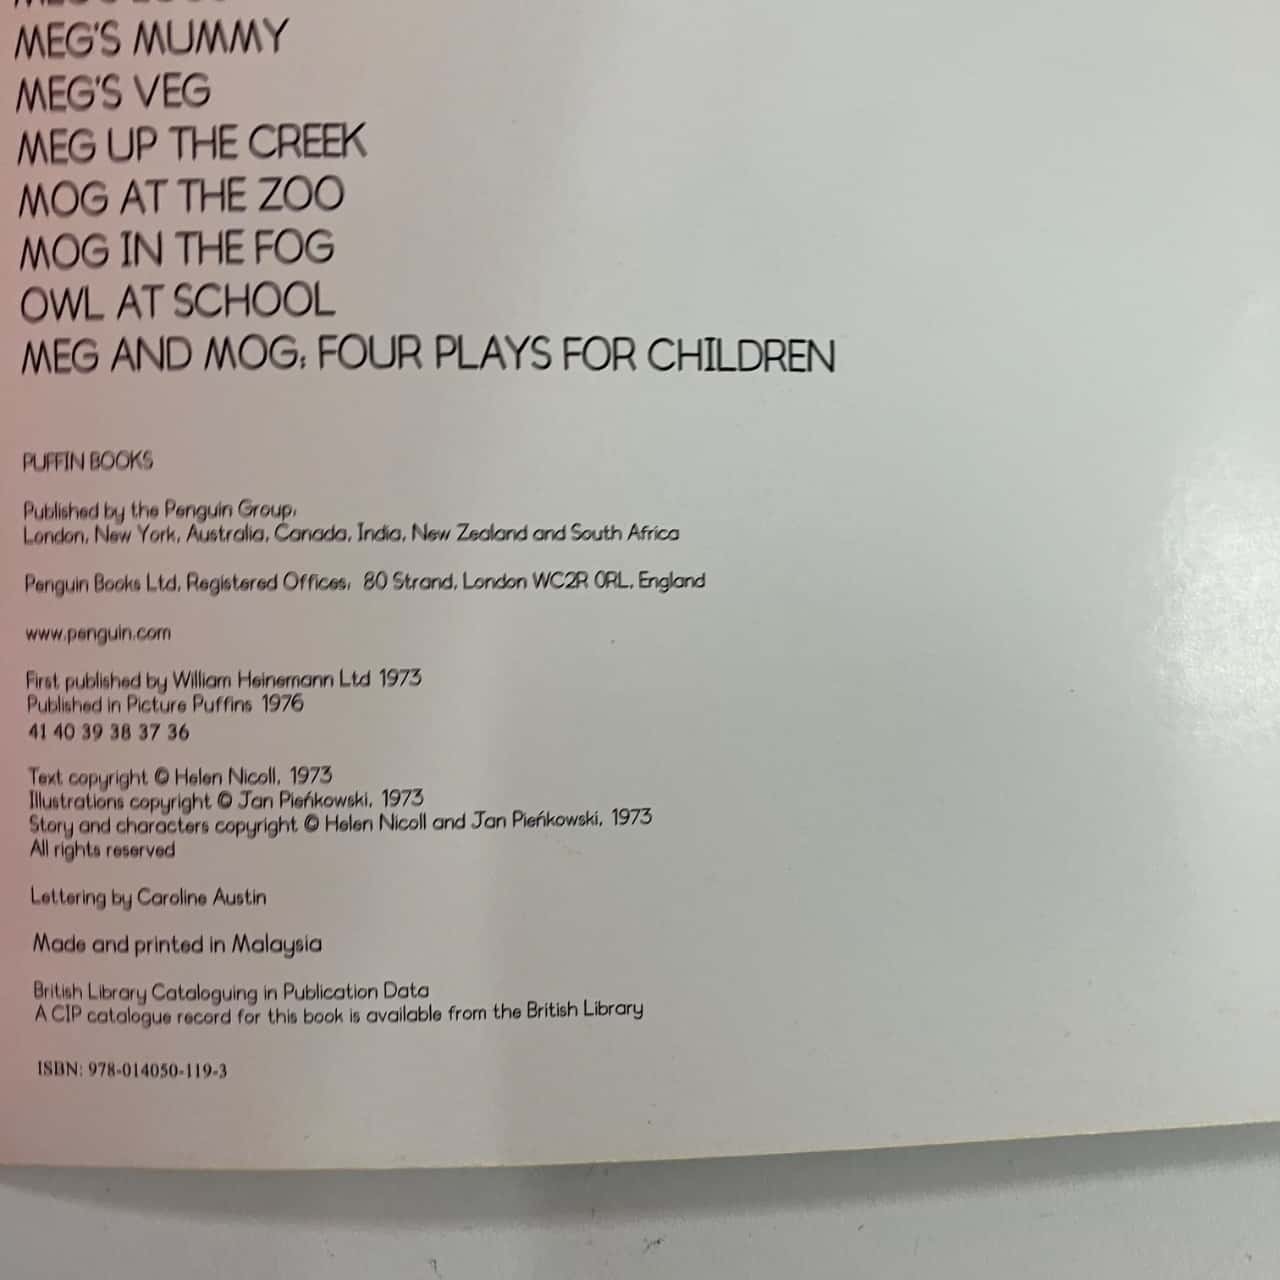 MEG'S MUMMY
MEG'S VEG
MEG UP THE CREEK
MOG AT THE ZOO
MOG IN THE FOG
OWL AT SCHOOL
MEG AND MOG: FOUR PLAYS FOR CHILDREN
PUFFIN BOOKS
Published by the Penguin Group:
London, New York, Australia, Canada, India, New Zealand and South Africa
Penguin Books Ltd, Registered Offices: 80 Strand, London WC2R 0RL, England
www.penguin.com
First published by William Heinemann Ltd 1973
Published in Picture Puffins 1976
41 40 39 38 37 36
Text copyright © Helen Nicoll, 1973
Illustrations copyright © Jan Pieńkowski, 1973
Story and characters copyright © Helen Nicoll and Jan Pieńkowski, 1973
All rights reserved
Lettering by Caroline Austin
Made and printed in Malaysia
British Library Cataloguing in Publication Data
A CIP catalogue record for this book is available from the British Library
ISBN: 978-014050-119-3